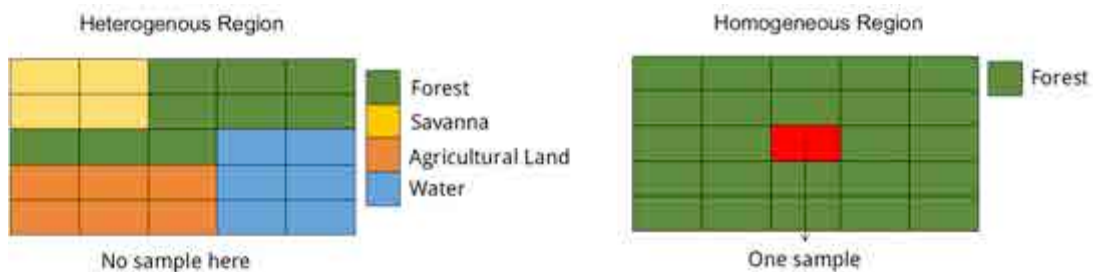 Heterogenous Region
Forest
Savanna
Agricultural Land
Water
No sample here
Homogeneous Region
Forest
One sample